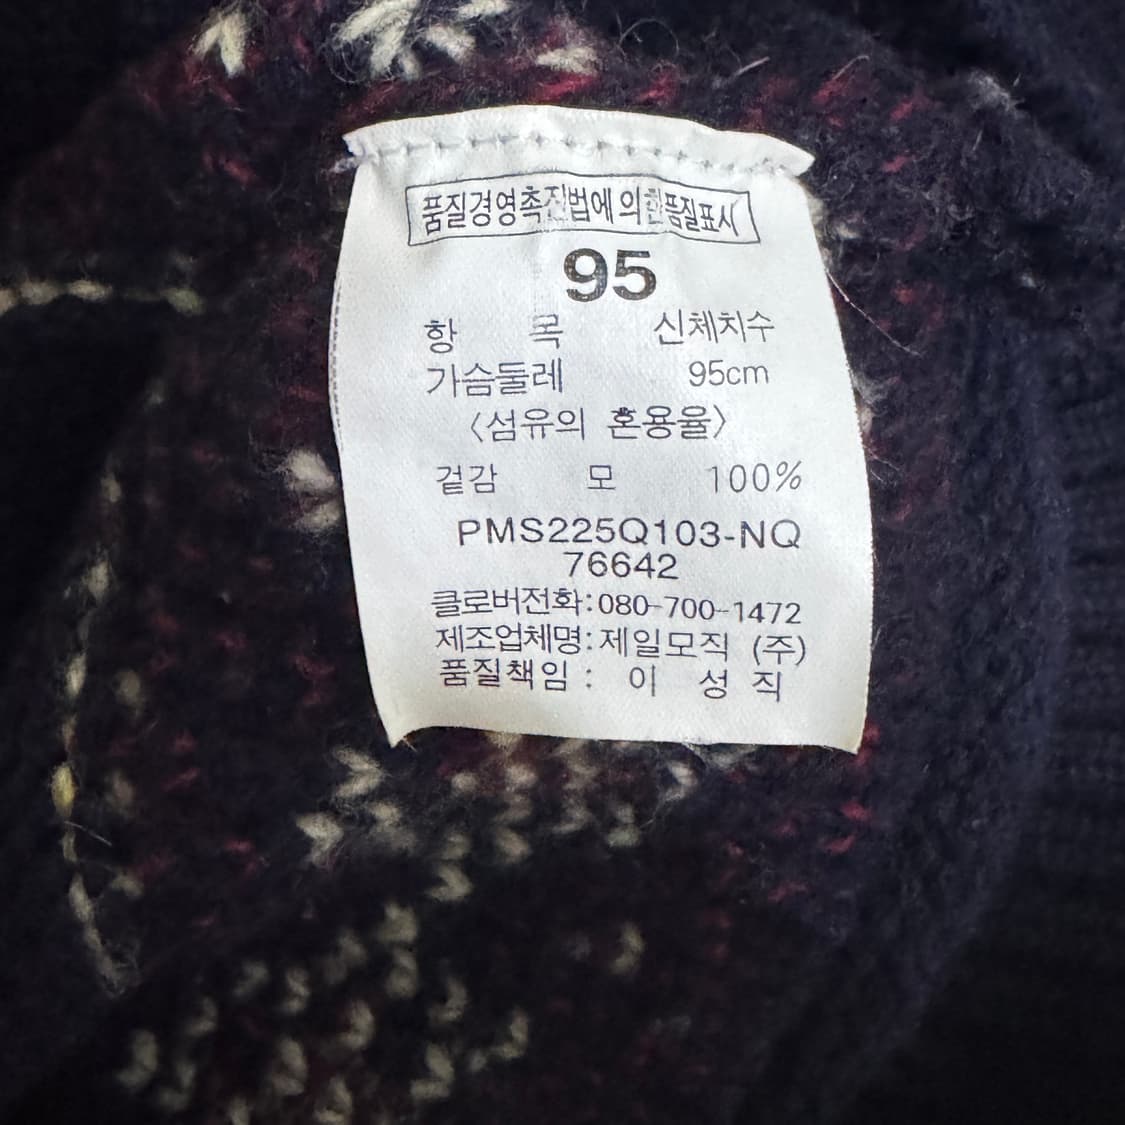 품질경영촉진법에 의한 품질표시
95
항 목 신체치수
가슴둘레 95cm
〈섬유의 혼용율〉
겉감 모 100%
PMS225Q103-NQ
76642
클로버전화:080-700-1472
제조업체명:제일모직 (주)
품질책임 : 이 성 직